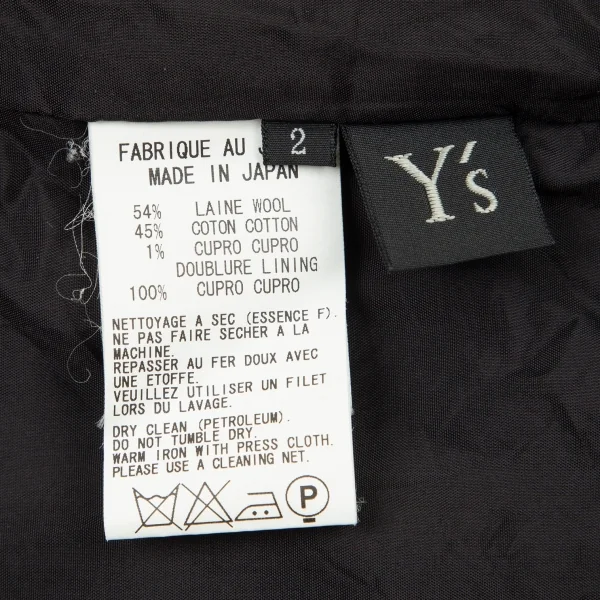 FABRIQUE AU J
2
MADE IN JAPAN
Y's
54% LAINE WOOL
45% COTON COTTON
1% CUPRO CUPRO
DOUBLURE LINING
100% CUPRO CUPRO
NETTOYAGE A SEC (ESSENCE F).
NE PAS FAIRE SECHER A LA
MACHINE.
REPASSER AU FER DOUX AVEC
UNE ETOFFE.
VEUILLEZ UTILISER UN FILET
LORS DU LAVAGE.
DRY CLEAN (PETROLEUM).
DO NOT TUMBLE DRY.
WARM IRON WITH PRESS CLOTH.
PLEASE USE A CLEANING NET.
P